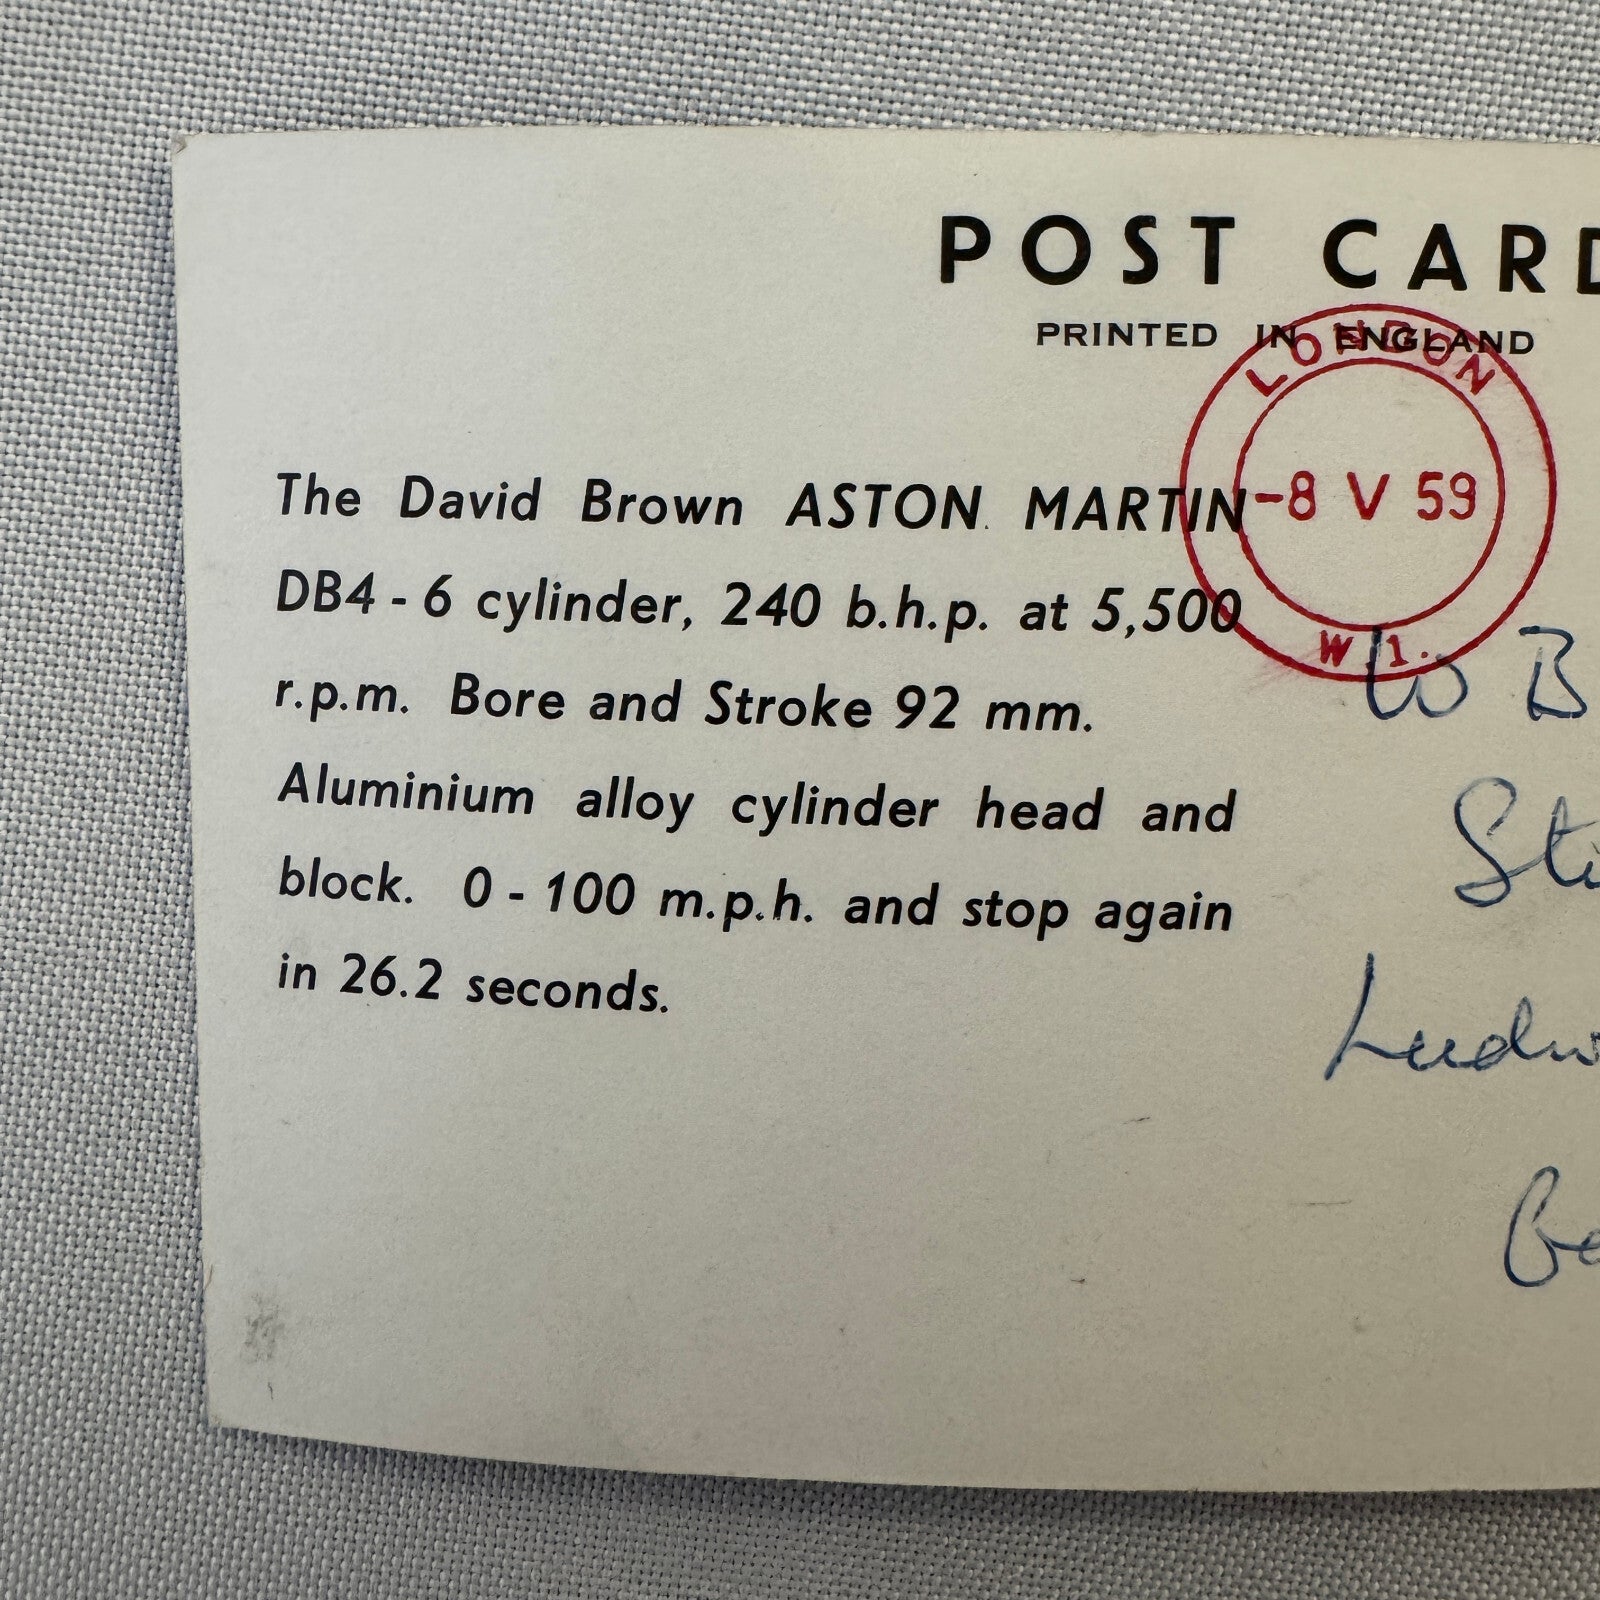 POST CARD
PRINTED IN ENGLAND
LONDON
-8 V 59
W.1.
The David Brown ASTON MARTIN
DB4 - 6 cylinder, 240 b.h.p. at 5,500
r.p.m. Bore and Stroke 92 mm.
Aluminium alloy cylinder head and
block. 0 - 100 m.p.h. and stop again
in 26.2 seconds.
W B